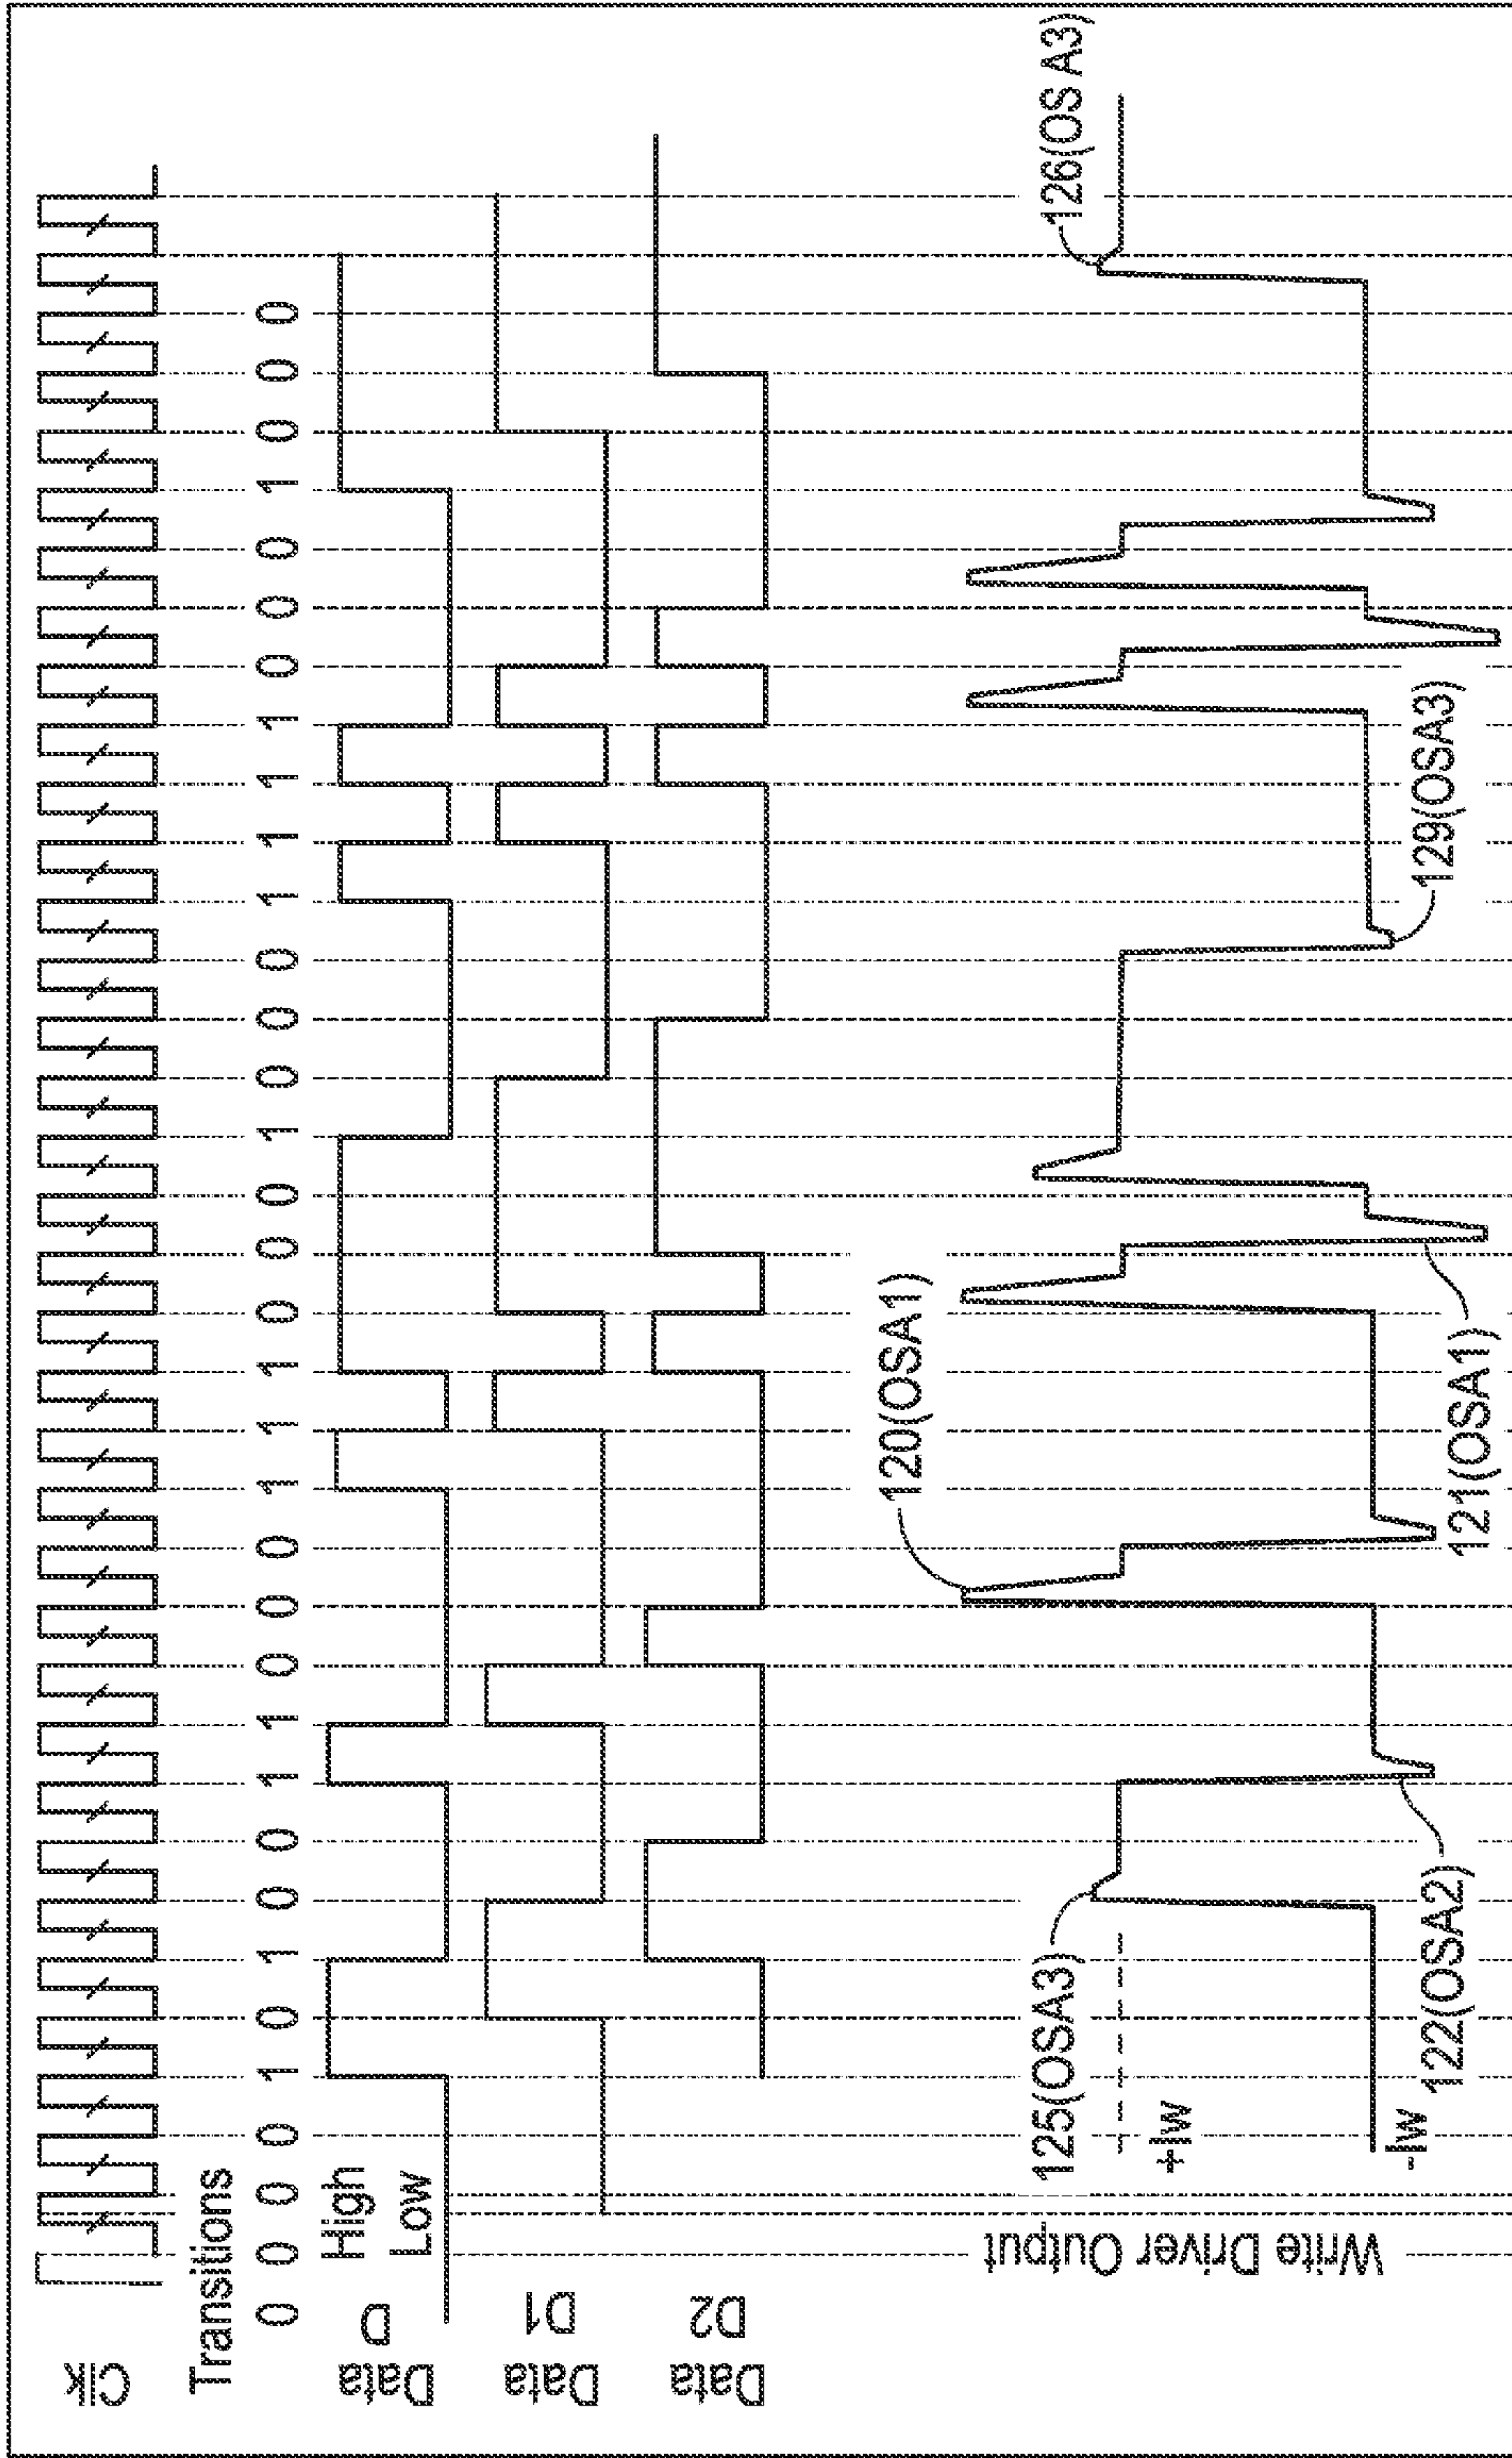 Clk
Transitions
0 0 0 0 1 0 1 0 0 1 1 0 0 0 1 1 1 0 0 0 1 0 0 0 1 1 1 1 0 0 0 1 0 0 0
Data D
High
Low
Data D1
Data D2
Write Driver Output
+Iw
-Iw
125(OSA3)
122(OSA2)
120(OSA1)
121(OSA1)
129(OSA3)
126(OS A3)